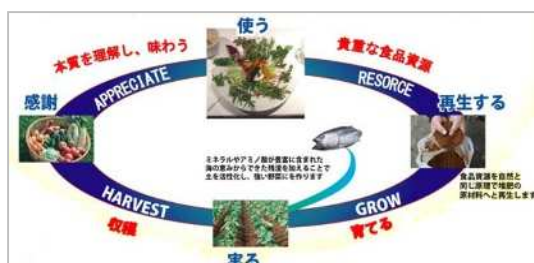 使う
本質を理解し、味わう
貴重な食品資源
APPRECIATE
RESORCE
感謝
再生する
ミネラルやアミノ酸が豊富に含まれた
海の恵みからできた精達を加えることで
土を活性化し、強い野菜にを作ります
食品資源を自然と
同じ原理で堆肥の
原材料へと再生します
HARVEST
GROW
収穫
育てる
実る